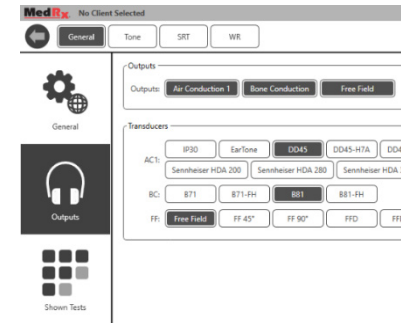 MedRx No Client Selected
General Tone SRT WR
Outputs
Outputs: Air Conduction 1 Bone Conduction Free Field
General
Transducers
AC1: IP30 EarTone DD45 DD45-H7A
Sennheiser HDA 200 Sennheiser HDA 280 Sennheiser HDA
BC: B71 B71-FH B81 B81-FH
Outputs
FF: Free Field FF 45° FF 90° FFD
Shown Tests